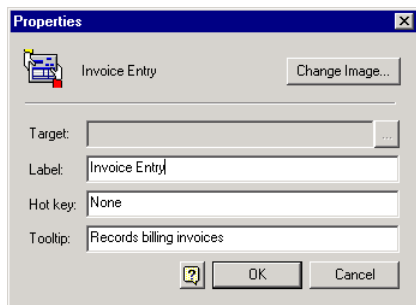 Properties
Invoice Entry
Change Image...
Target:
...
Label: Invoice Entry
Hot key: None
Tooltip: Records billing invoices
? OK Cancel